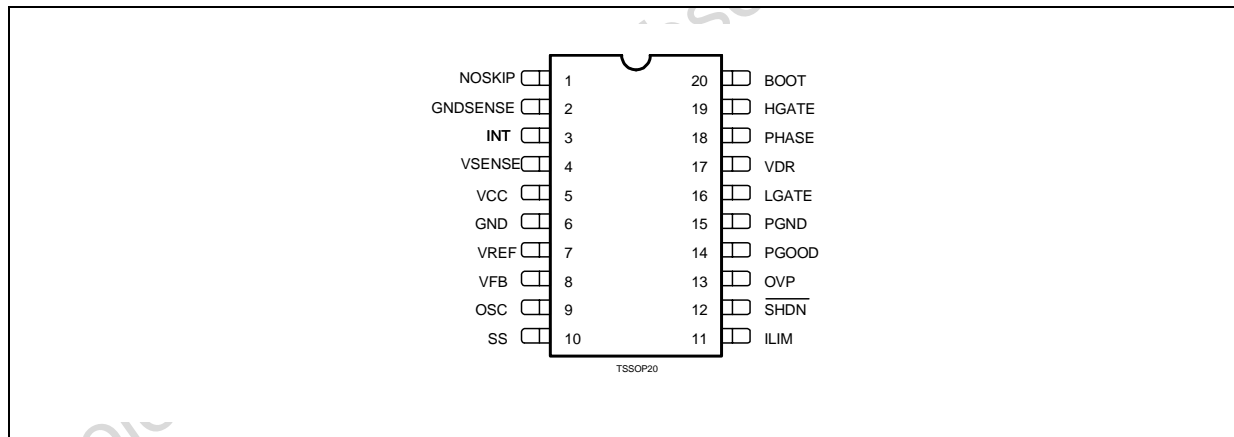 NOSKIP 1 20 BOOT
GNDSENSE 2 19 HGATE
INT 3 18 PHASE
VSENSE 4 17 VDR
VCC 5 16 LGATE
GND 6 15 PGND
VREF 7 14 PGOOD
VFB 8 13 OVP
OSC 9 12 SHDN
SS 10 11 ILIM
TSSOP20